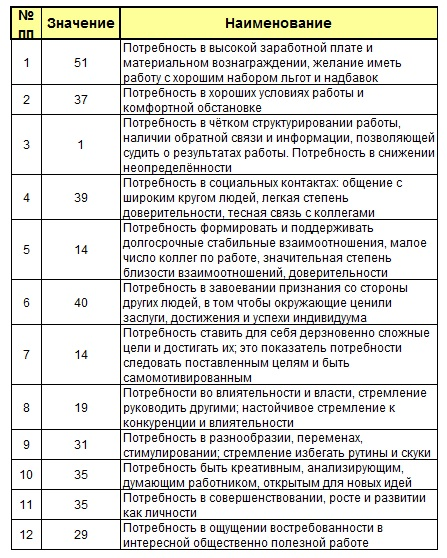 № пп Значение Наименование
1 51 Потребность в высокой заработной плате и
материальном вознаграждении, желание иметь
работу с хорошим набором льгот и надбавок
2 37 Потребность в хороших условиях работы и
комфортной обстановке
3 1 Потребность в чётком структурировании работы,
наличии обратной связи и информации, позволяющей
судить о результатах работы. Потребность в снижении
неопределённости
4 39 Потребность в социальных контактах: общение с
широким кругом людей, легкая степень
доверительности, тесная связь с коллегами
5 14 Потребность формировать и поддерживать
долгосрочные стабильные взаимоотношения, малое
число коллег по работе, значительная степень
близости взаимоотношений, доверительности
6 40 Потребность в завоевании признания со стороны
других людей, в том чтобы окружающие ценили
заслуги, достижения и успехи индивидуума
7 14 Потребность ставить для себя дерзновенно сложные
цели и достигать их; это показатель потребности
следовать поставленным целям и быть
самомотивированным
8 19 Потребности во влиятельности и власти, стремление
руководить другими; настойчивое стремление к
конкуренции и влиятельности
9 31 Потребность в разнообразии, переменах,
стимулировании; стремление избегать рутины и скуки
10 35 Потребность быть креативным, анализирующим,
думающим работником, открытым для новых идей
11 35 Потребность в совершенствовании, росте и развитии
как личности
12 29 Потребность в ощущении востребованности в
интересной общественно полезной работе